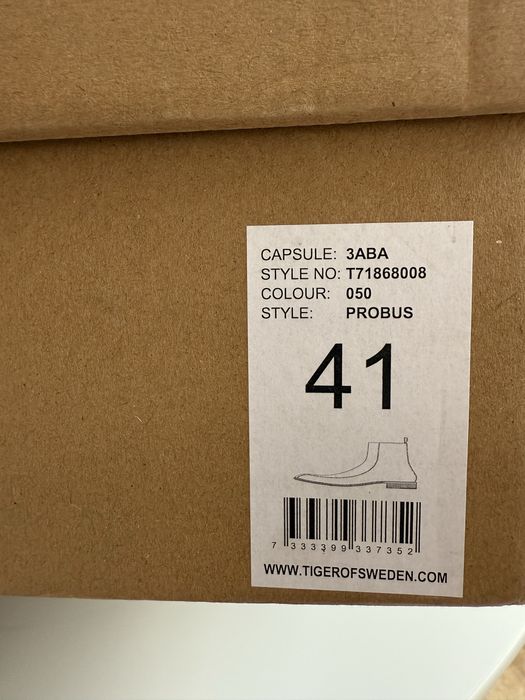 CAPSULE: 3ABA
STYLE NO: T71868008
COLOUR: 050
STYLE: PROBUS
41
7 333399 337352
WWW.TIGEROFSWEDEN.COM